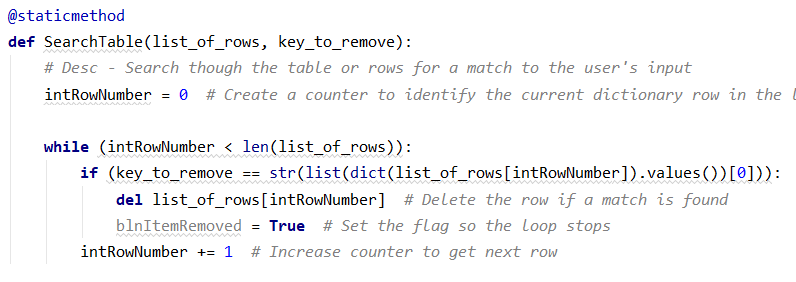 @staticmethod
def SearchTable(list_of_rows, key_to_remove):
# Desc - Search though the table or rows for a match to the user's input
intRowNumber = 0  # Create a counter to identify the current dictionary row in the
while (intRowNumber < len(list_of_rows)):
if (key_to_remove == str(list(dict(list_of_rows[intRowNumber]).values())[0])):
del list_of_rows[intRowNumber]  # Delete the row if a match is found
blnItemRemoved = True  # Set the flag so the loop stops
intRowNumber += 1  # Increase counter to get next row